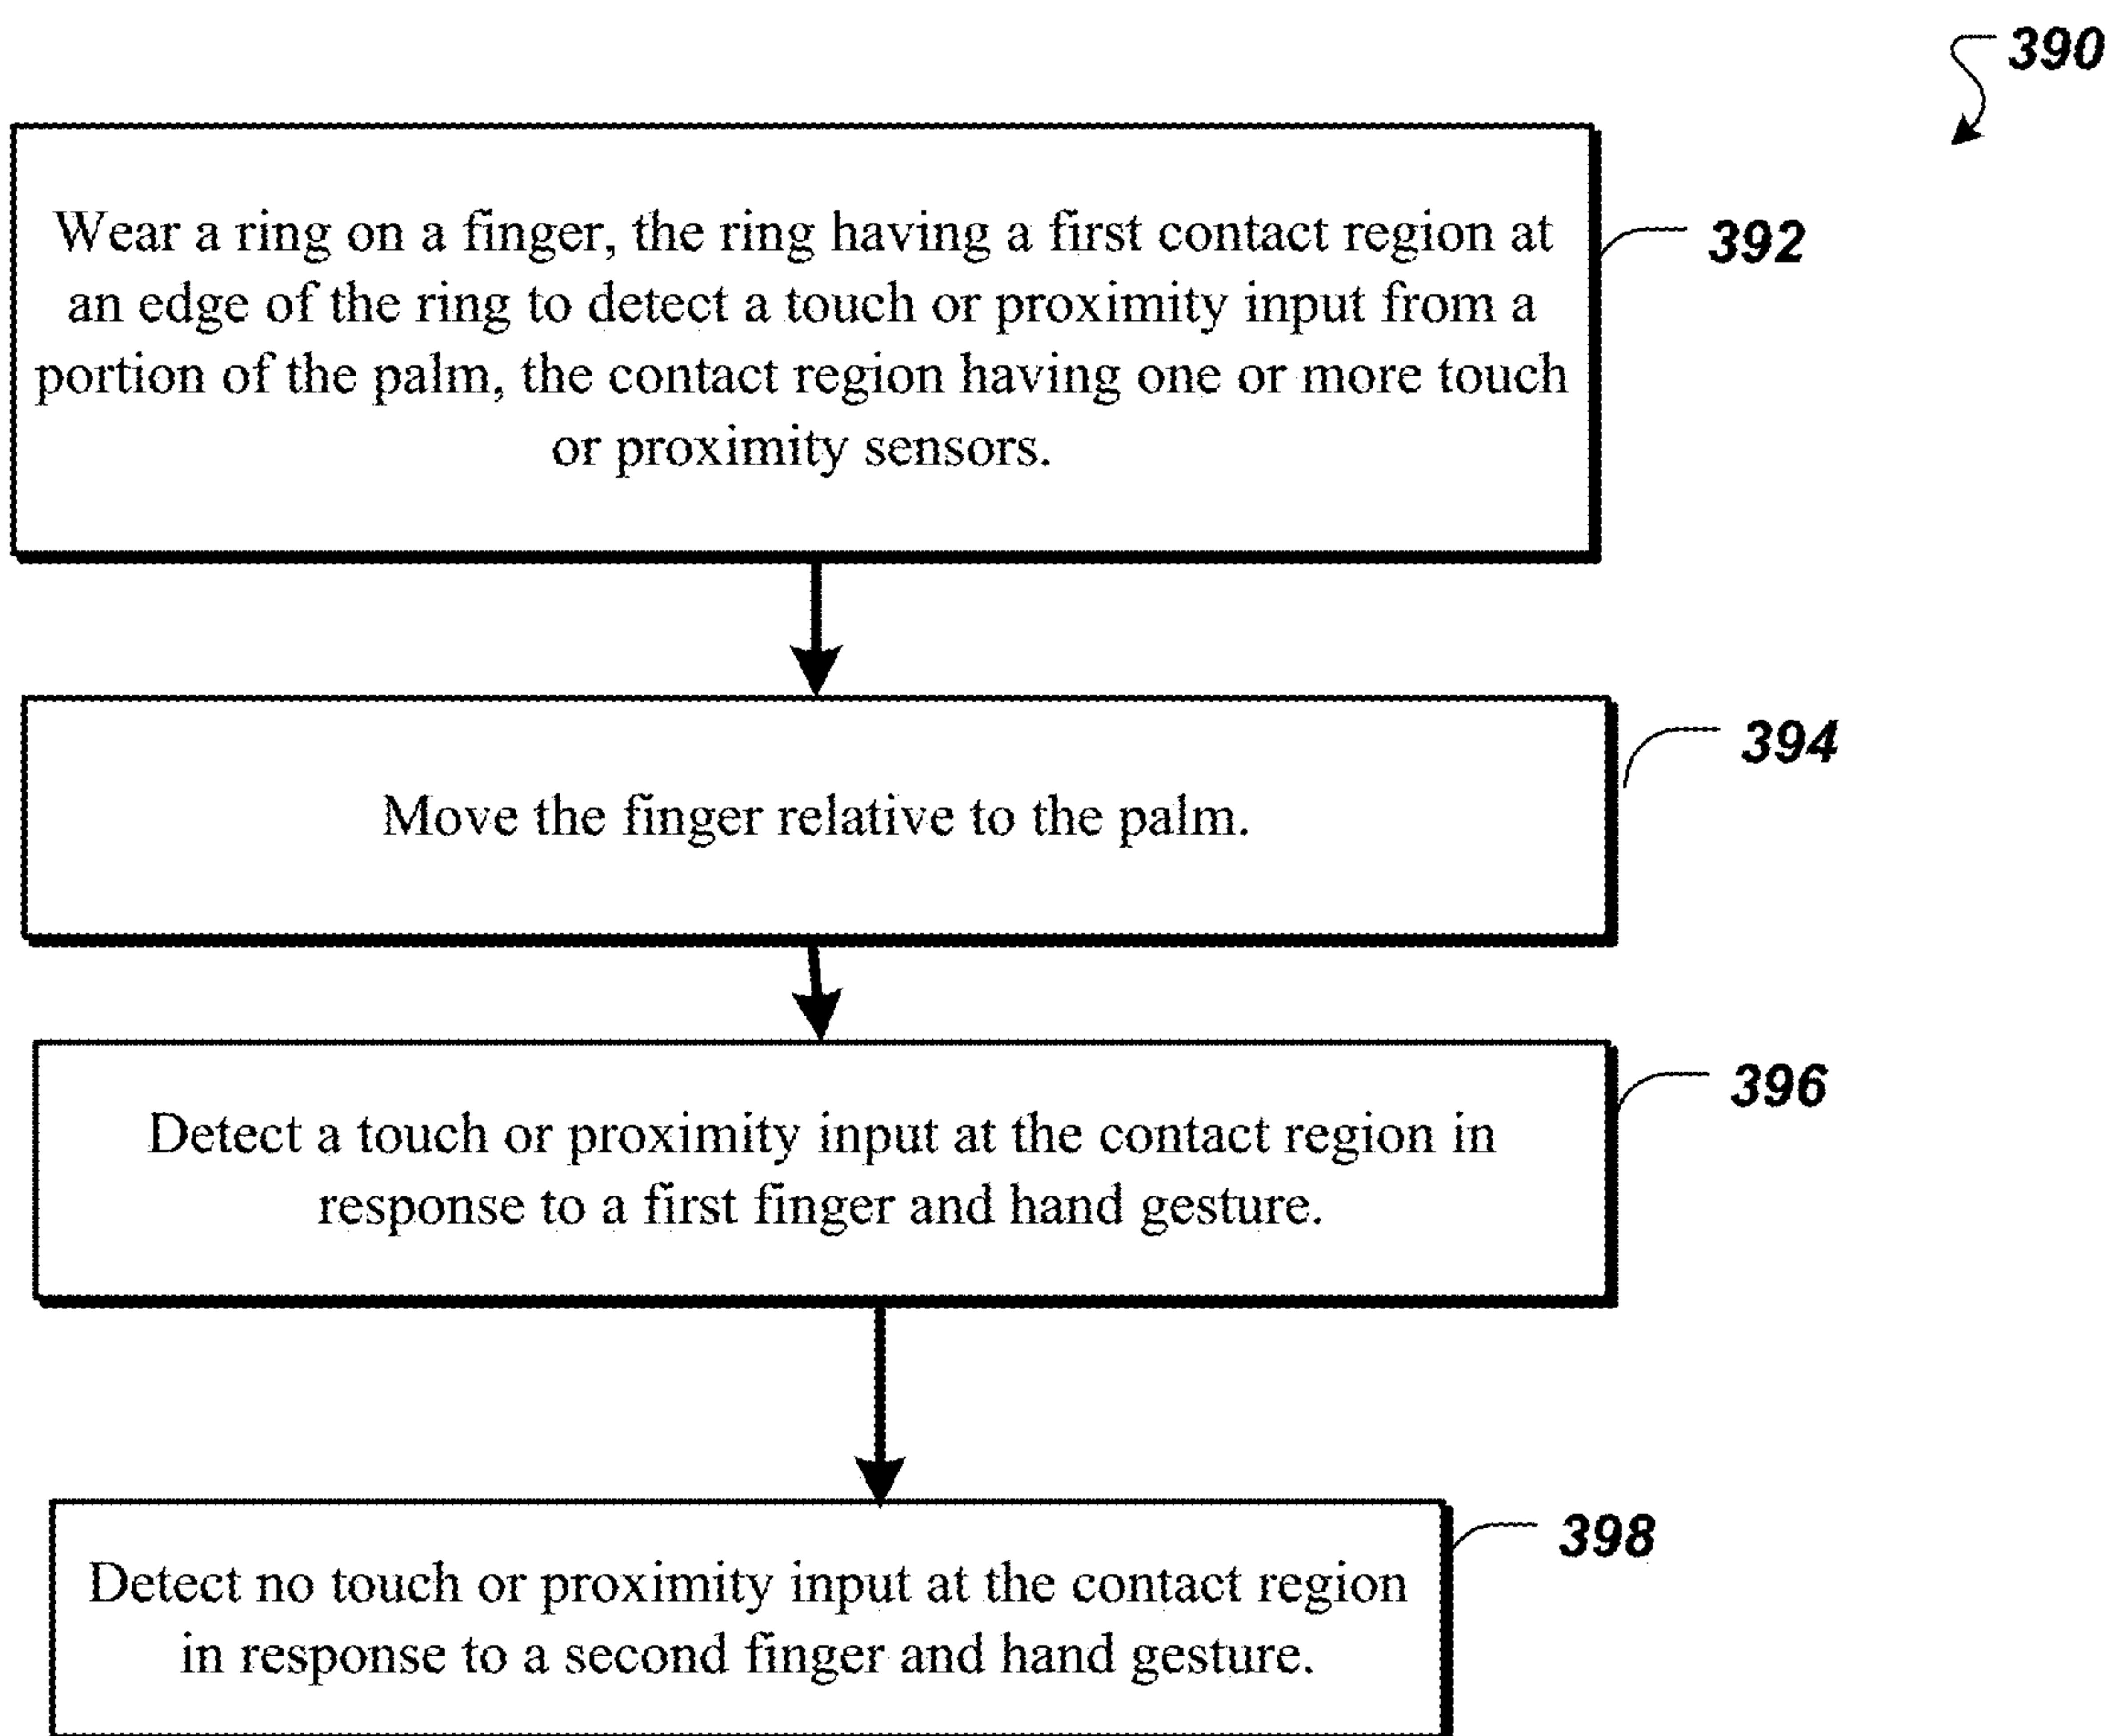 390
Wear a ring on a finger, the ring having a first contact region at
an edge of the ring to detect a touch or proximity input from a
portion of the palm, the contact region having one or more touch
or proximity sensors.
392
Move the finger relative to the palm.
394
Detect a touch or proximity input at the contact region in
response to a first finger and hand gesture.
396
Detect no touch or proximity input at the contact region
in response to a second finger and hand gesture.
398